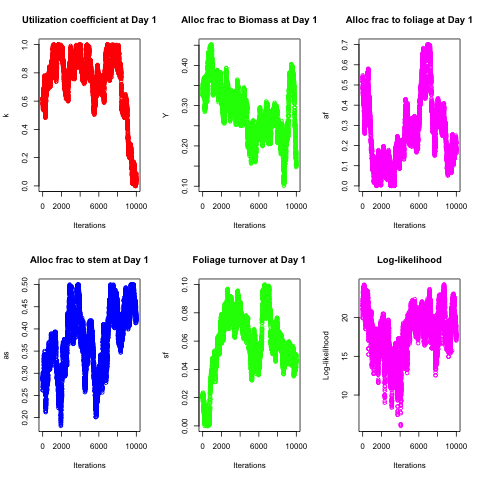 Utilization coefficient at Day 1
k
0.0 0.2 0.4 0.6 0.8 1.0
0 2000 6000 10000
Iterations
Alloc frac to Biomass at Day 1
Y
0.10 0.20 0.30 0.40
0 2000 6000 10000
Iterations
Alloc frac to foliage at Day 1
af
0.0 0.1 0.2 0.3 0.4 0.5 0.6 0.7
0 2000 6000 10000
Iterations
Alloc frac to stem at Day 1
as
0.20 0.25 0.30 0.35 0.40 0.45 0.50
0 2000 6000 10000
Iterations
Foliage turnover at Day 1
sf
0.00 0.02 0.04 0.06 0.08 0.10
0 2000 6000 10000
Iterations
Log-likelihood
Log-likelihood
10 15 20
0 2000 6000 10000
Iterations